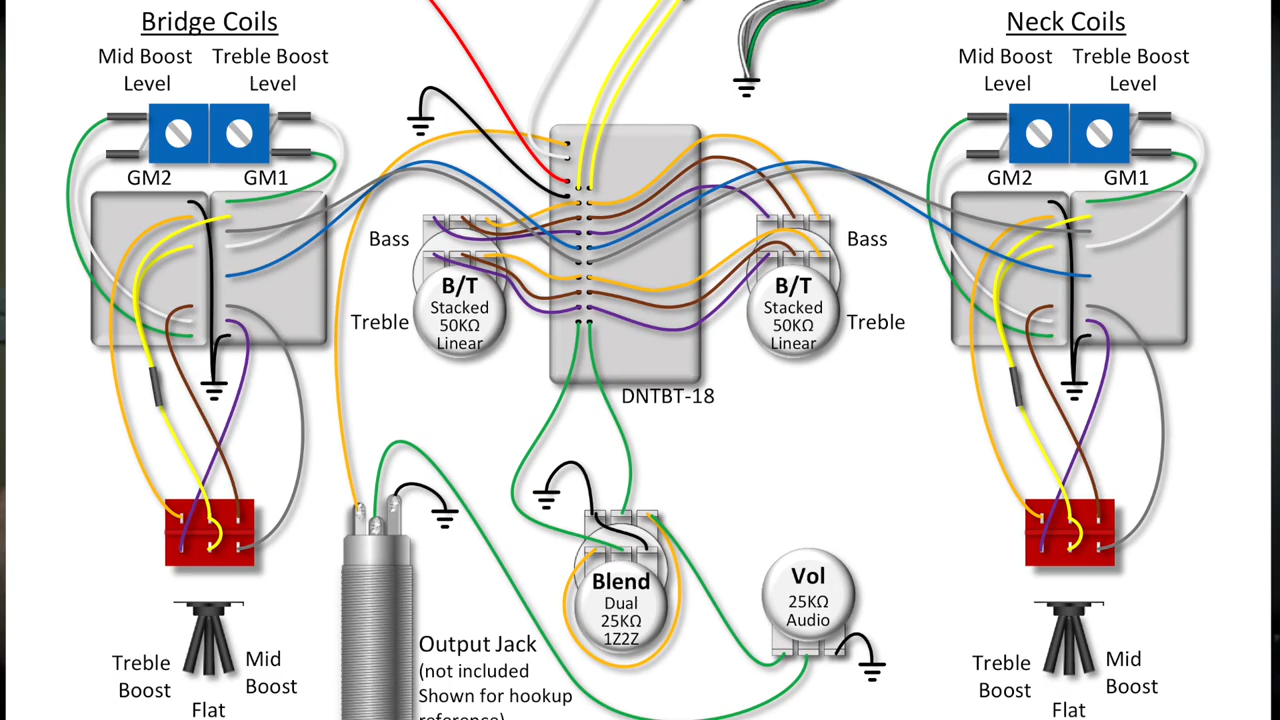 Bridge Coils
Mid Boost
Level
Treble Boost
Level
GM2
GM1
Neck Coils
Mid Boost
Level
Treble Boost
Level
GM2
GM1
Bass
B/T
Stacked
50KΩ
Linear
Treble
B/T
Stacked
50KΩ
Linear
Bass
Treble
DNTBT-18
Blend
Dual
25KΩ
1Z2Z
Vol
25KΩ
Audio
Output Jack
(not included
Shown for hookup
reference)
Treble
Boost
Mid
Boost
Flat
Treble
Boost
Mid
Boost
Flat